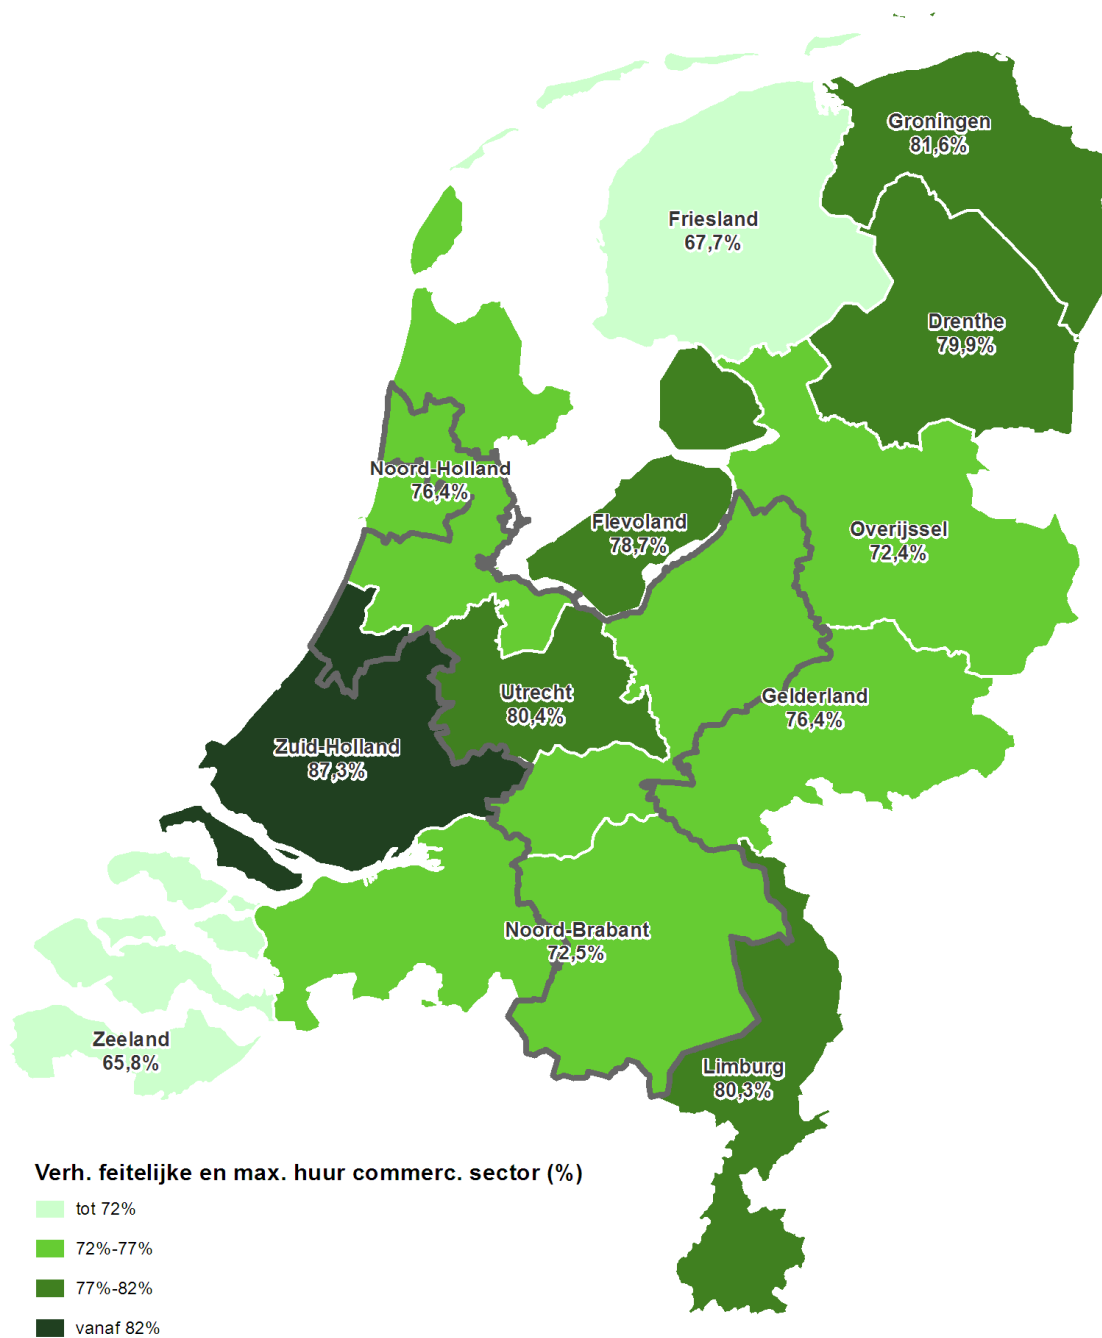 Groningen
81,6%
Friesland
67,7%
Drenthe
79,9%
Noord-Holland
76,4%
Flevoland
78,7%
Overijssel
72,4%
Utrecht
80,4%
Gelderland
76,4%
Zuid-Holland
87,3%
Noord-Brabant
72,5%
Zeeland
65,8%
Limburg
80,3%
Verh. feitelijke en max. huur commerc. sector (%)
tot 72%
72%-77%
77%-82%
vanaf 82%